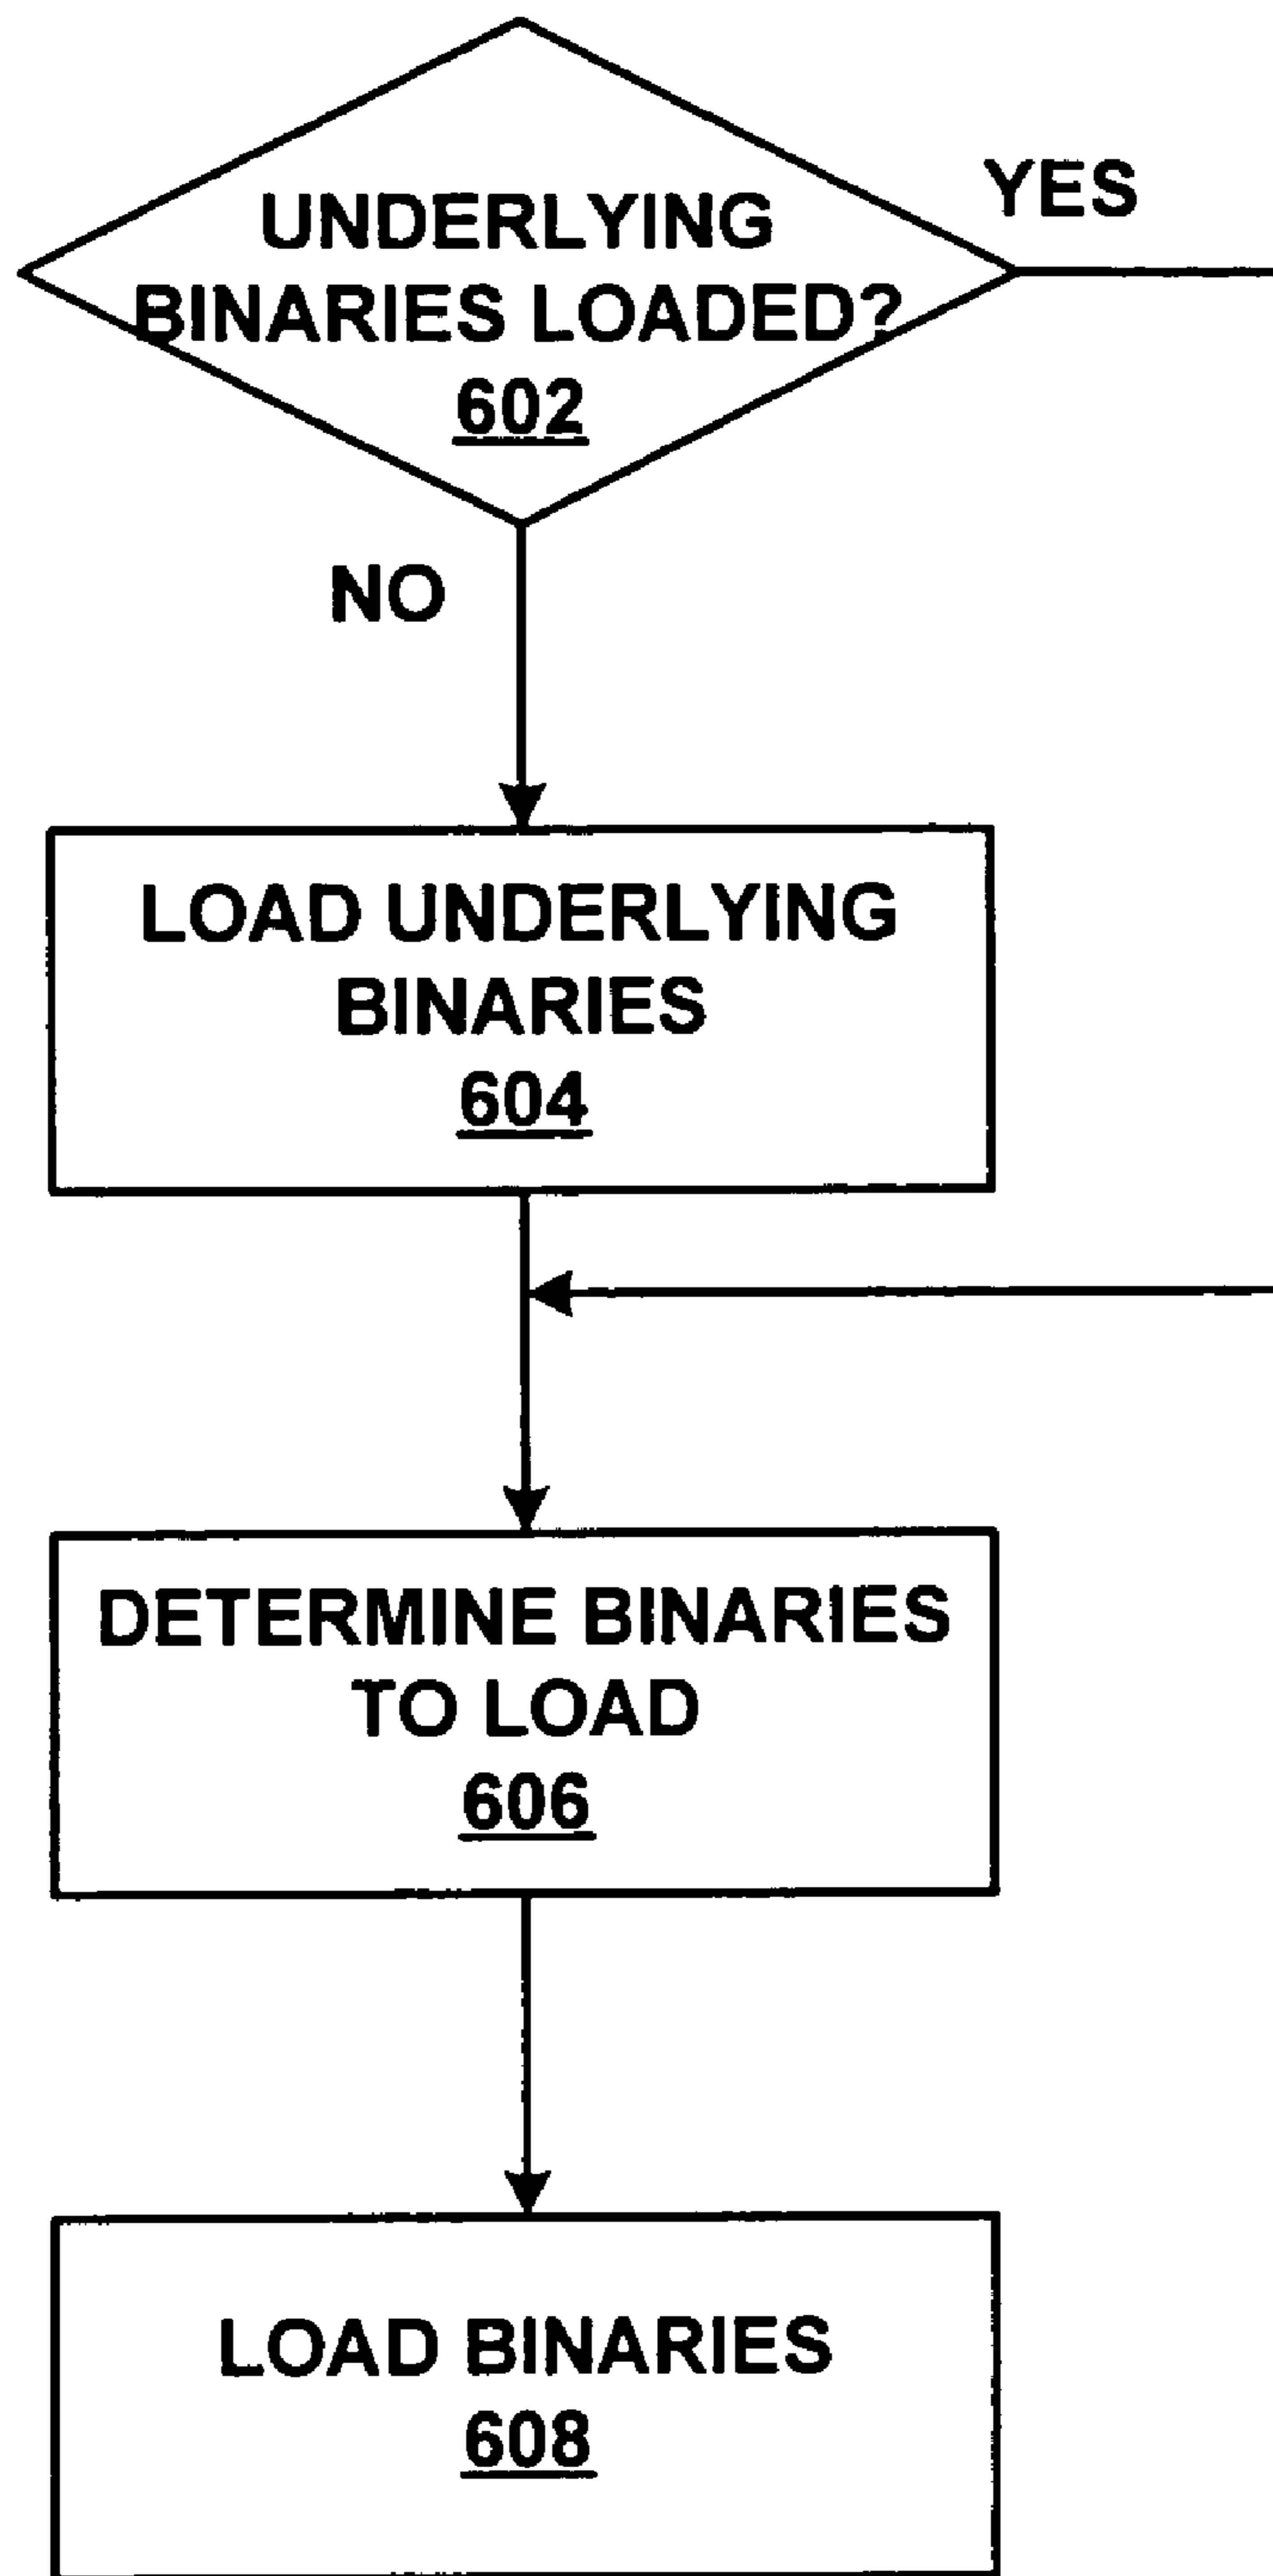 UNDERLYING
BINARIES LOADED?
602
YES
NO
LOAD UNDERLYING
BINARIES
604
DETERMINE BINARIES
TO LOAD
606
LOAD BINARIES
608